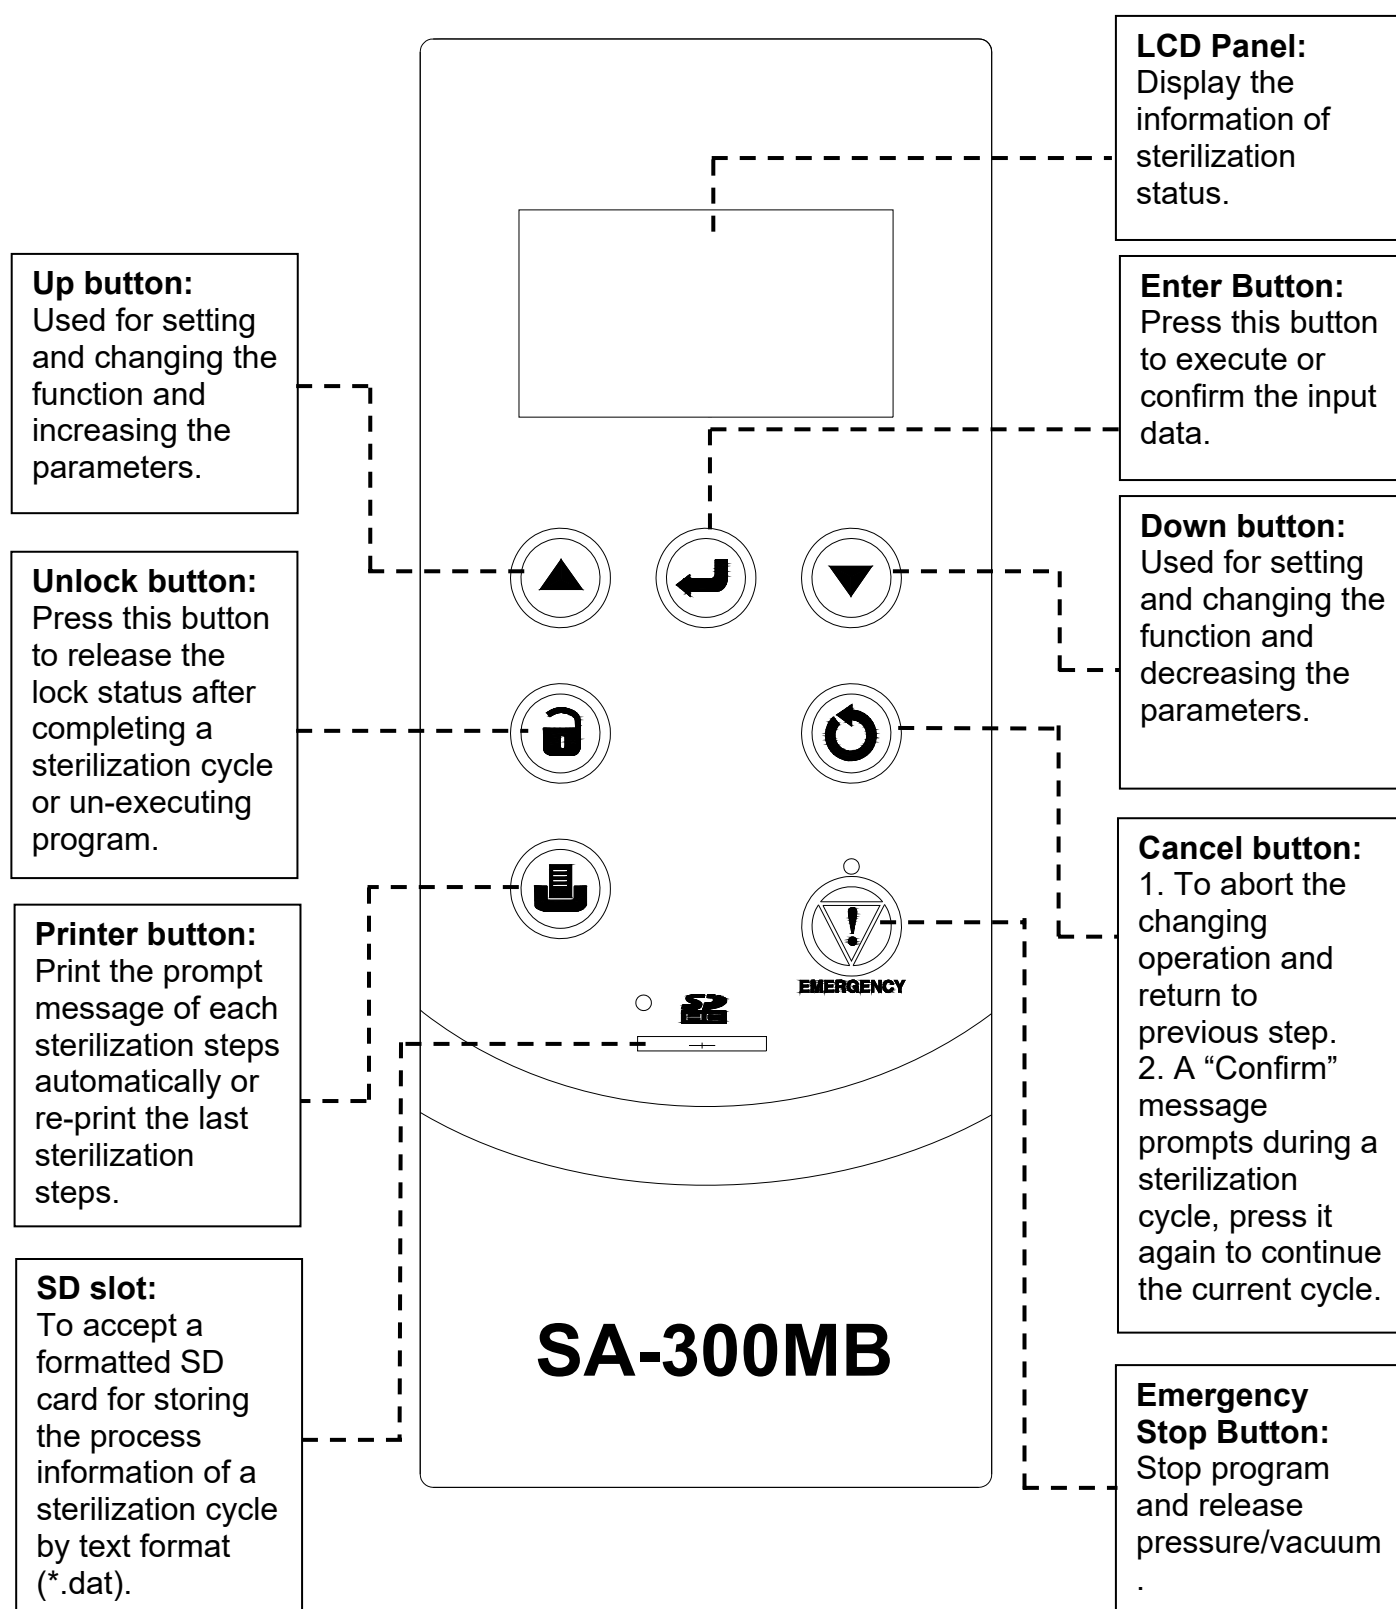 LCD Panel:
Display the
information of
sterilization
status.
Up button:
Used for setting
and changing the
function and
increasing the
parameters.
Enter Button:
Press this button
to execute or
confirm the input
data.
Down button:
Used for setting
and changing the
function and
decreasing the
parameters.
Unlock button:
Press this button
to release the
lock status after
completing a
sterilization cycle
or un-executing
program.
Cancel button:
1. To abort the
changing
operation and
return to
previous step.
2. A “Confirm”
message
prompts during a
sterilization
cycle, press it
again to continue
the current cycle.
Printer button:
Print the prompt
message of each
sterilization steps
automatically or
re-print the last
sterilization
steps.
EMERGENCY
SD
SD slot:
To accept a
formatted SD
card for storing
the process
information of a
sterilization cycle
by text format
(*.dat).
SA-300MB
Emergency
Stop Button:
Stop program
and release
pressure/vacuum
.